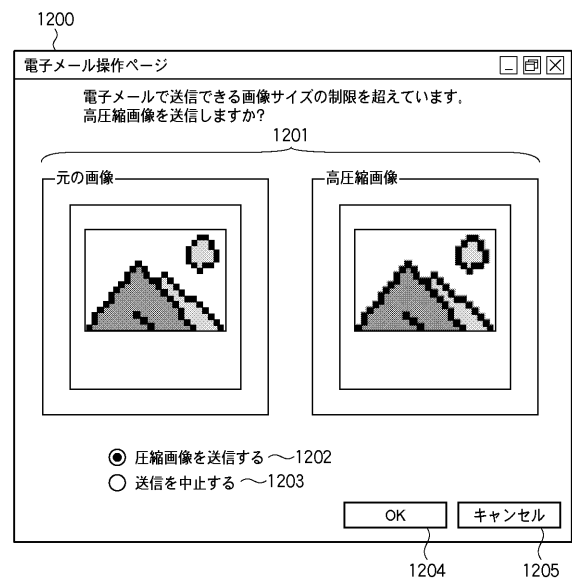 1200
電子メール操作ページ
電子メールで送信できる画像サイズの制限を超えています。
高圧縮画像を送信しますか?
1201
元の画像
高圧縮画像
圧縮画像を送信する 1202
送信を中止する 1203
OK
キャンセル
1204
1205